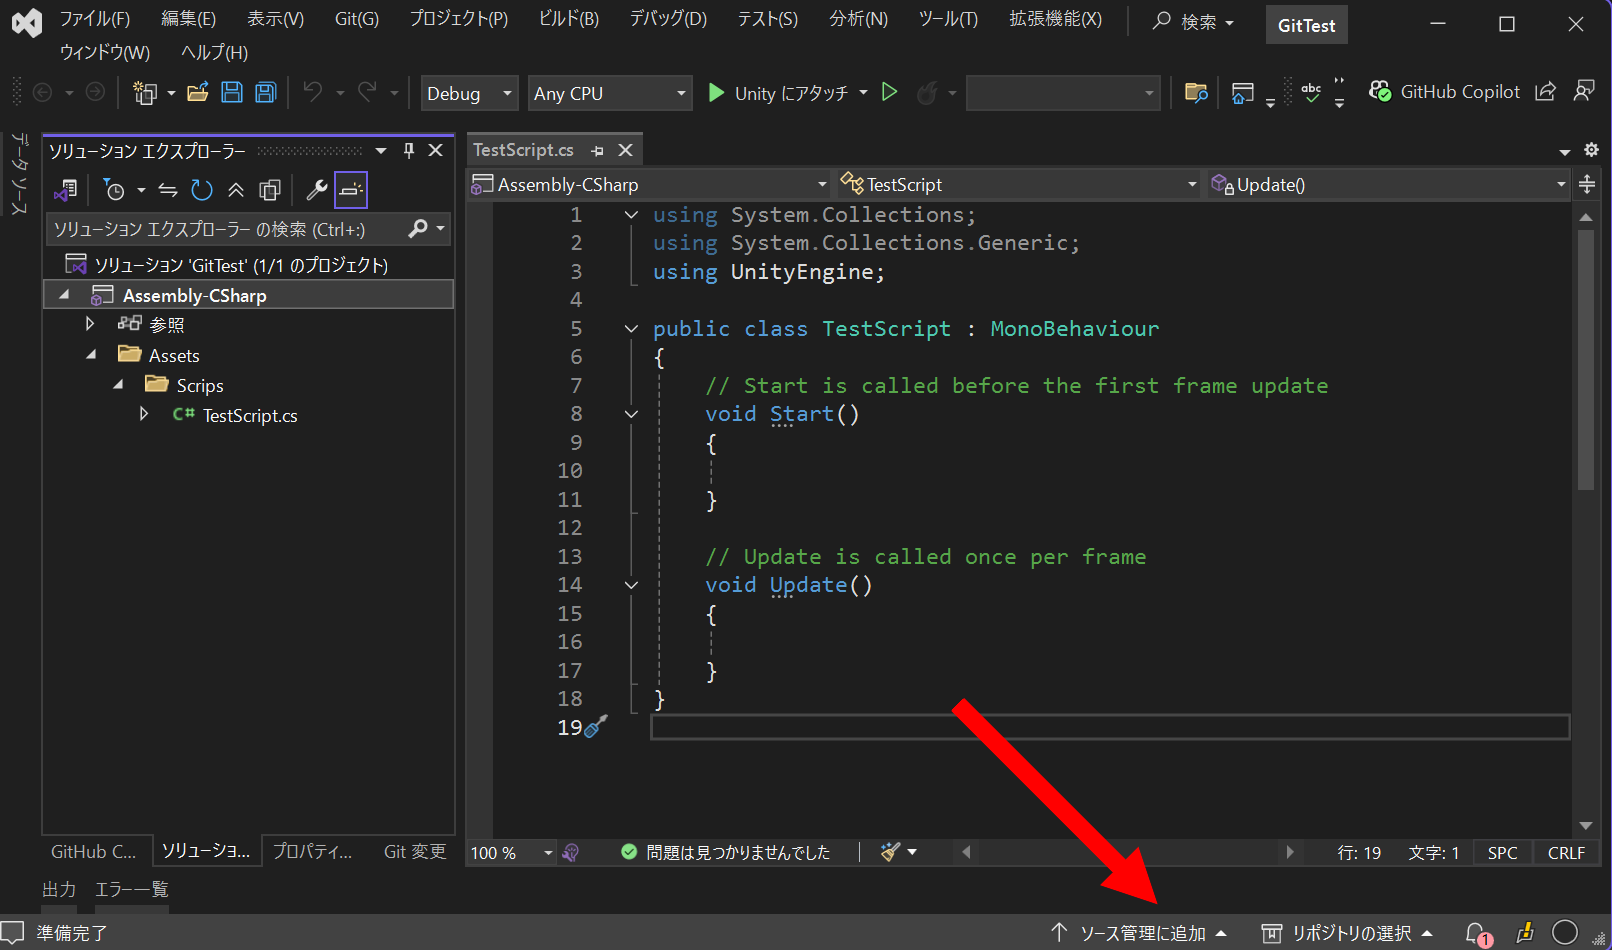 ファイル(F) 編集(E) 表示(V) Git(G) プロジェクト(P) ビルド(B) デバッグ(D) テスト(S) 分析(N) ツール(T) 拡張機能(X) 検索 GitTest
ウィンドウ(W) ヘルプ(H)
Debug Any CPU Unity にアタッチ abc GitHub Copilot
データ ソース
ソリューション エクスプローラー
ソリューション エクスプローラー の検索 (Ctrl+:)
ソリューション 'GitTest' (1/1 のプロジェクト)
Assembly-CSharp
参照
Assets
Scrips
C# TestScript.cs
GitHub C... ソリューショ... プロパティ... Git 変更
TestScript.cs
Assembly-CSharp TestScript Update()
1 using System.Collections;
2 using System.Collections.Generic;
3 using UnityEngine;
4
5 public class TestScript : MonoBehaviour
6 {
7 // Start is called before the first frame update
8 void Start()
9 {
10
11 }
12
13 // Update is called once per frame
14 void Update()
15 {
16
17 }
18 }
19
100 % 問題は見つかりませんでした 行: 19 文字: 1 SPC CRLF
出力 エラー一覧
準備完了 ソース管理に追加 リポジトリの選択 1